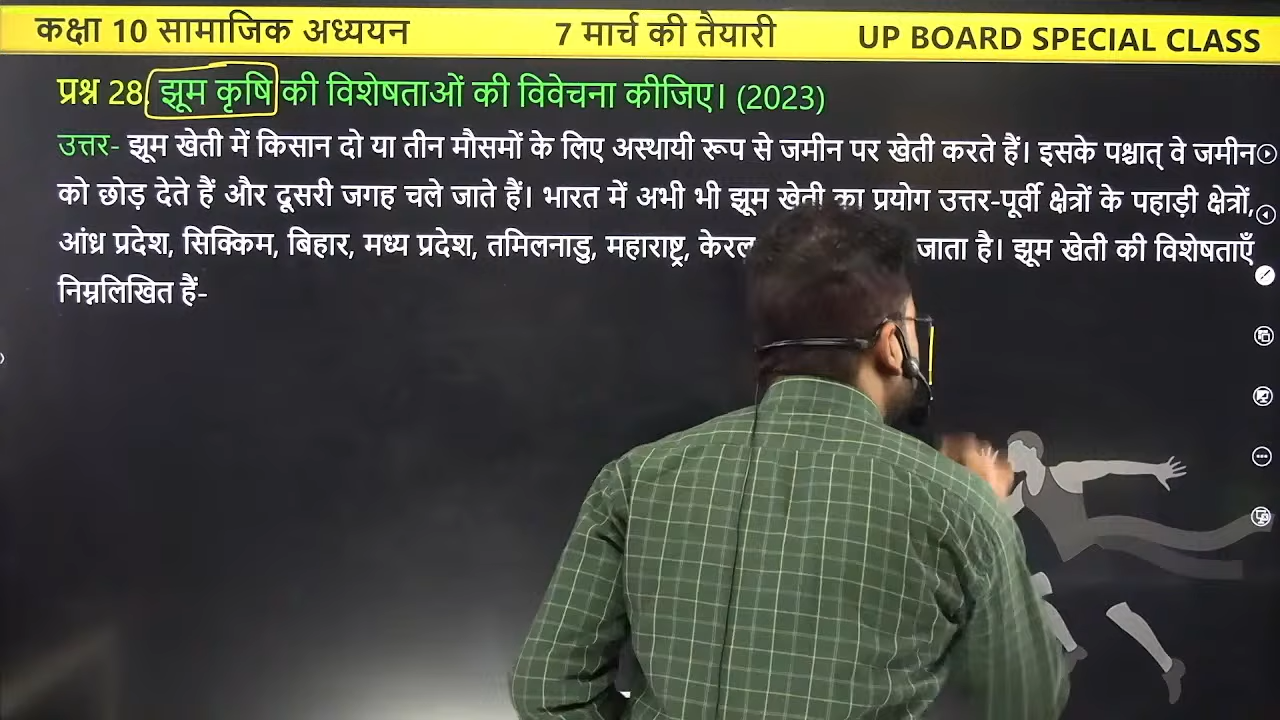 कक्षा 10 सामाजिक अध्ययन 7 मार्च की तैयारी UP BOARD SPECIAL CLASS
प्रश्न 28. झूम कृषि की विशेषताओं की विवेचना कीजिए। (2023)
उत्तर- झूम खेती में किसान दो या तीन मौसमों के लिए अस्थायी रूप से जमीन पर खेती करते हैं। इसके पश्चात् वे जमीन
को छोड़ देते हैं और दूसरी जगह चले जाते हैं। भारत में अभी भी झूम खेती का प्रयोग उत्तर-पूर्वी क्षेत्रों के पहाड़ी क्षेत्रों,
आंध्र प्रदेश, सिक्किम, बिहार, मध्य प्रदेश, तमिलनाडु, महाराष्ट्र, केरल जाता है। झूम खेती की विशेषताएँ
निम्नलिखित हैं-